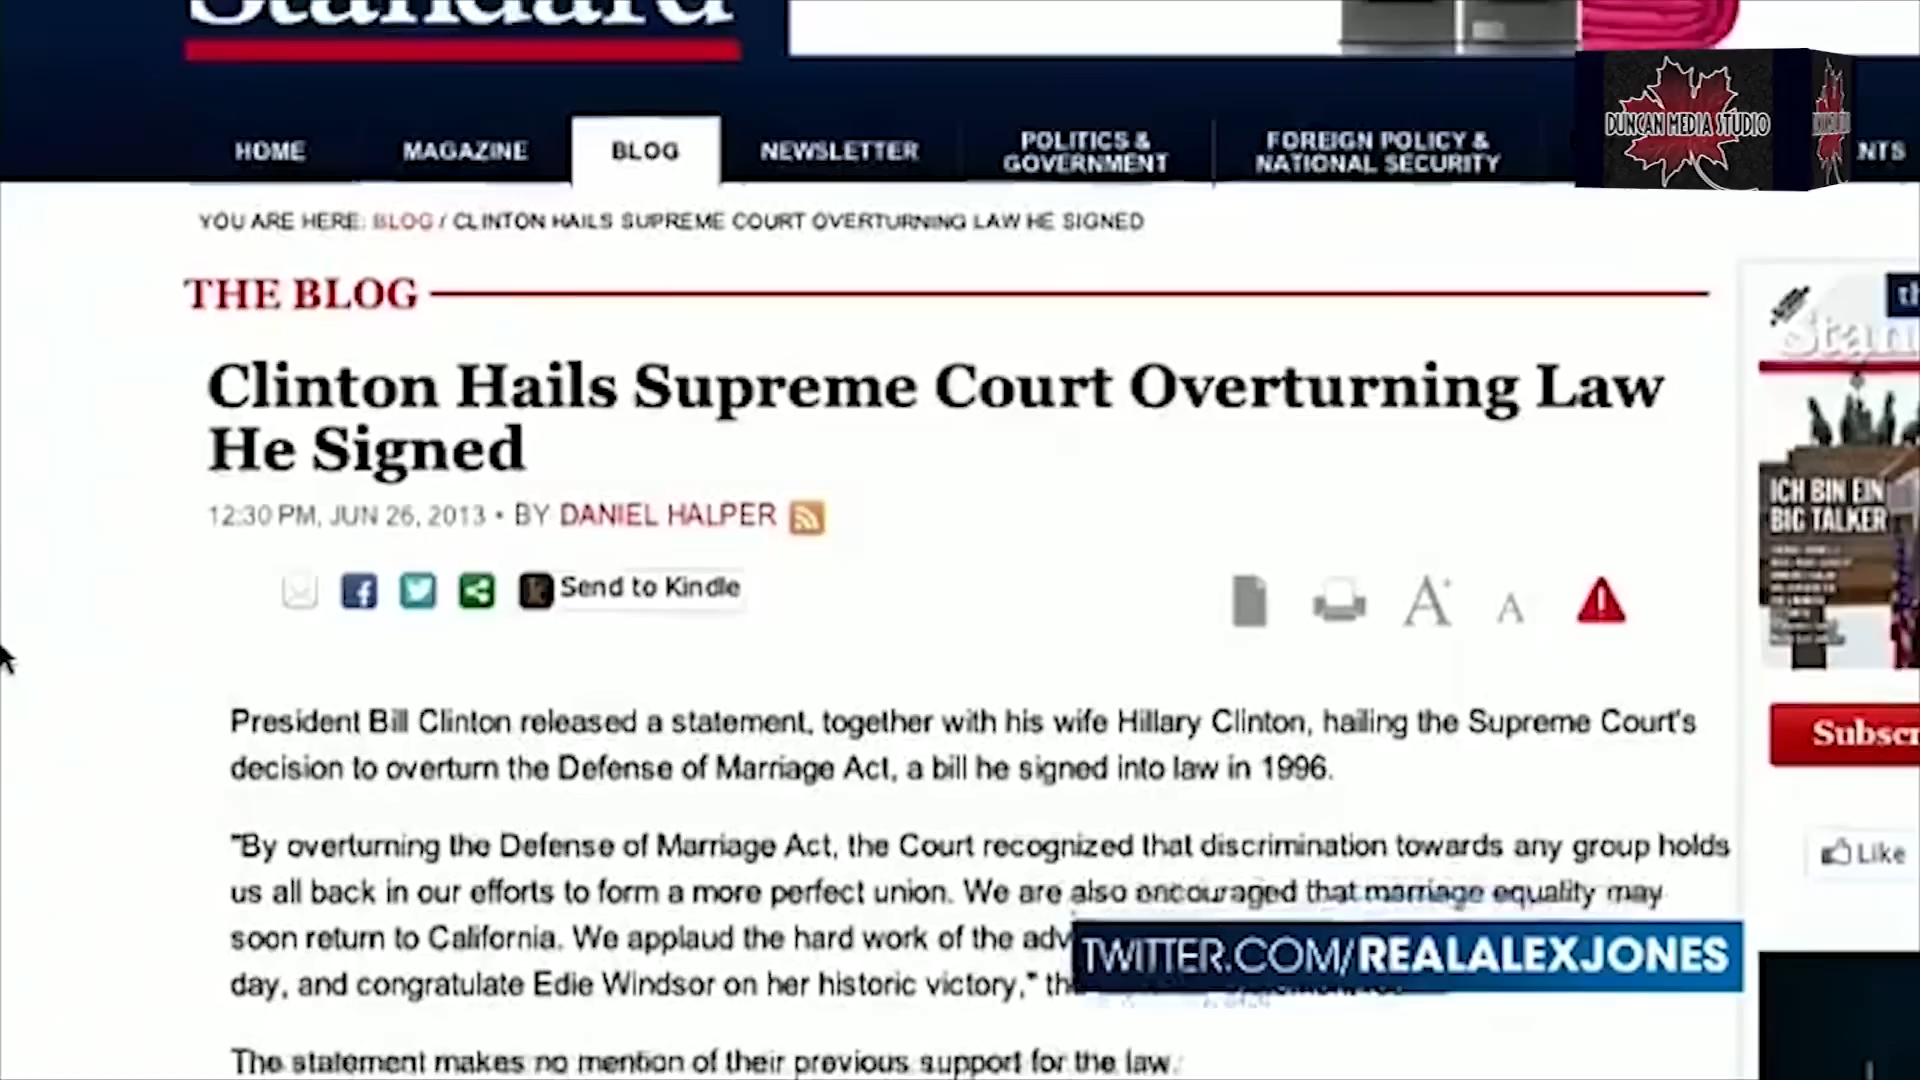 Standard
DUNCAN MEDIA STUDIO
HOME
MAGAZINE
BLOG
NEWSLETTER
POLITICS &
GOVERNMENT
FOREIGN POLICY &
NATIONAL SECURITY
NTS
YOU ARE HERE: BLOG / CLINTON HAILS SUPREME COURT OVERTURNING LAW HE SIGNED
THE BLOG
Clinton Hails Supreme Court Overturning Law
He Signed
12:30 PM, JUN 26, 2013 • BY DANIEL HALPER
Send to Kindle
A+ A
President Bill Clinton released a statement, together with his wife Hillary Clinton, hailing the Supreme Court's
decision to overturn the Defense of Marriage Act, a bill he signed into law in 1996.
"By overturning the Defense of Marriage Act, the Court recognized that discrimination towards any group holds
us all back in our efforts to form a more perfect union. We are also encouraged that marriage equality may
soon return to California. We applaud the hard work of the adv
day, and congratulate Edie Windsor on her historic victory," th
The statement makes no mention of their previous support for the law.
TWITTER.COM/REALALEXJONES
th
Stan
ICH BIN EIN
BIG TALKER
Subscr
Like